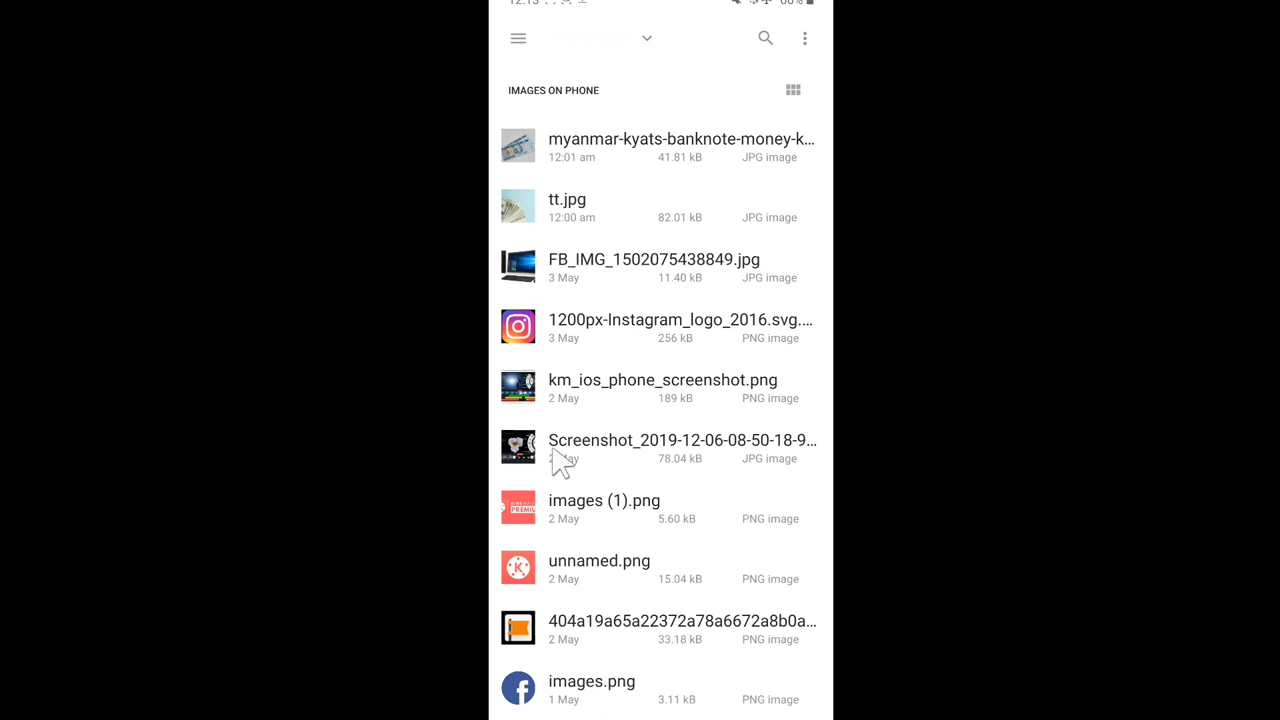 66%
IMAGES ON PHONE
myanmar-kyats-banknote-money-k...
12:01 am 41.81 kB JPG image
tt.jpg
12:00 am 82.01 kB JPG image
FB_IMG_1502075438849.jpg
3 May 11.40 kB JPG image
1200px-Instagram_logo_2016.svg....
3 May 256 kB PNG image
km_ios_phone_screenshot.png
2 May 189 kB PNG image
Screenshot_2019-12-06-08-50-18-9...
May 78.04 kB JPG image
images (1).png
2 May 5.60 kB PNG image
unnamed.png
2 May 15.04 kB PNG image
404a19a65a22372a78a6672a8b0a...
2 May 33.18 kB PNG image
images.png
1 May 3.11 kB PNG image